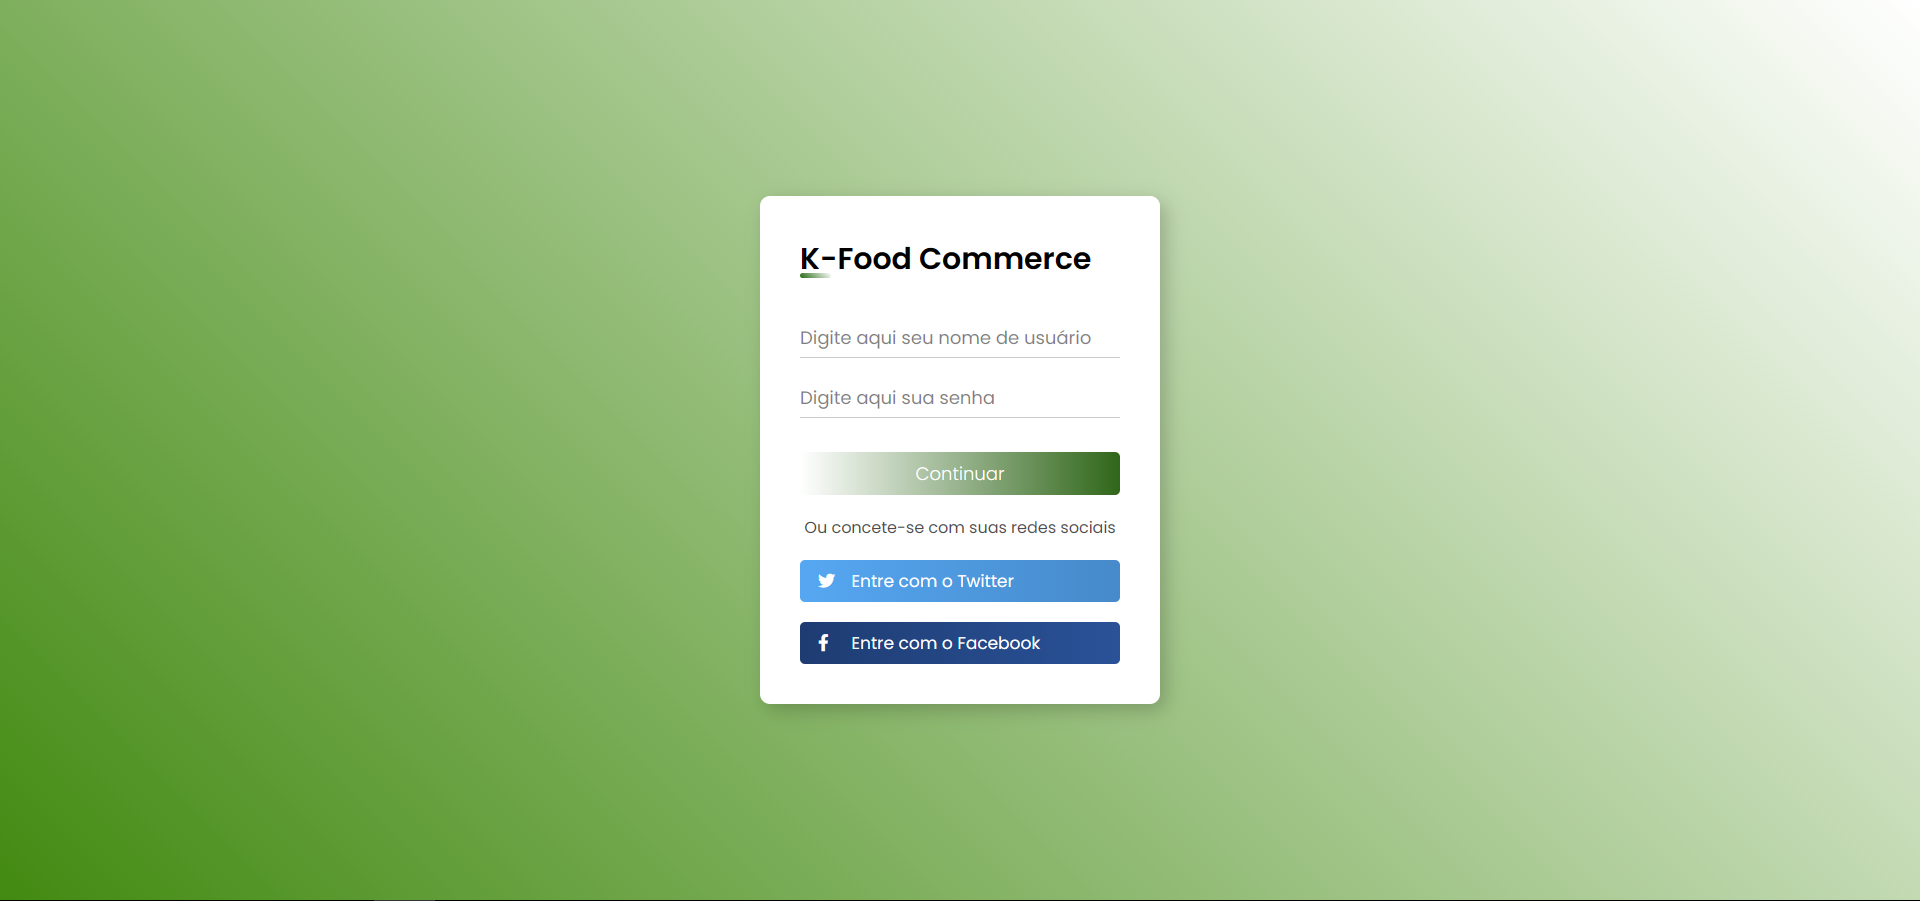 K-Food Commerce
Digite aqui seu nome de usuário
Digite aqui sua senha
Continuar
Ou concete-se com suas redes sociais
Entre com o Twitter
Entre com o Facebook